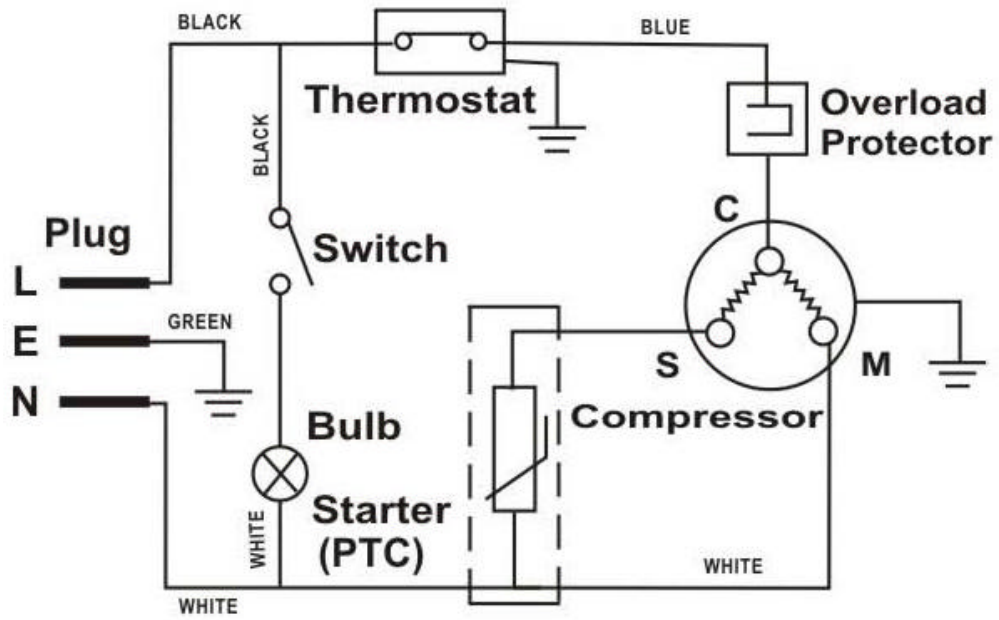 BLACK
BLUE
Thermostat
Overload
Protector
BLACK
C
Plug
Switch
L
GREEN
E
S
M
N
Compressor
Bulb
Starter
(PTC)
WHITE
WHITE
WHITE